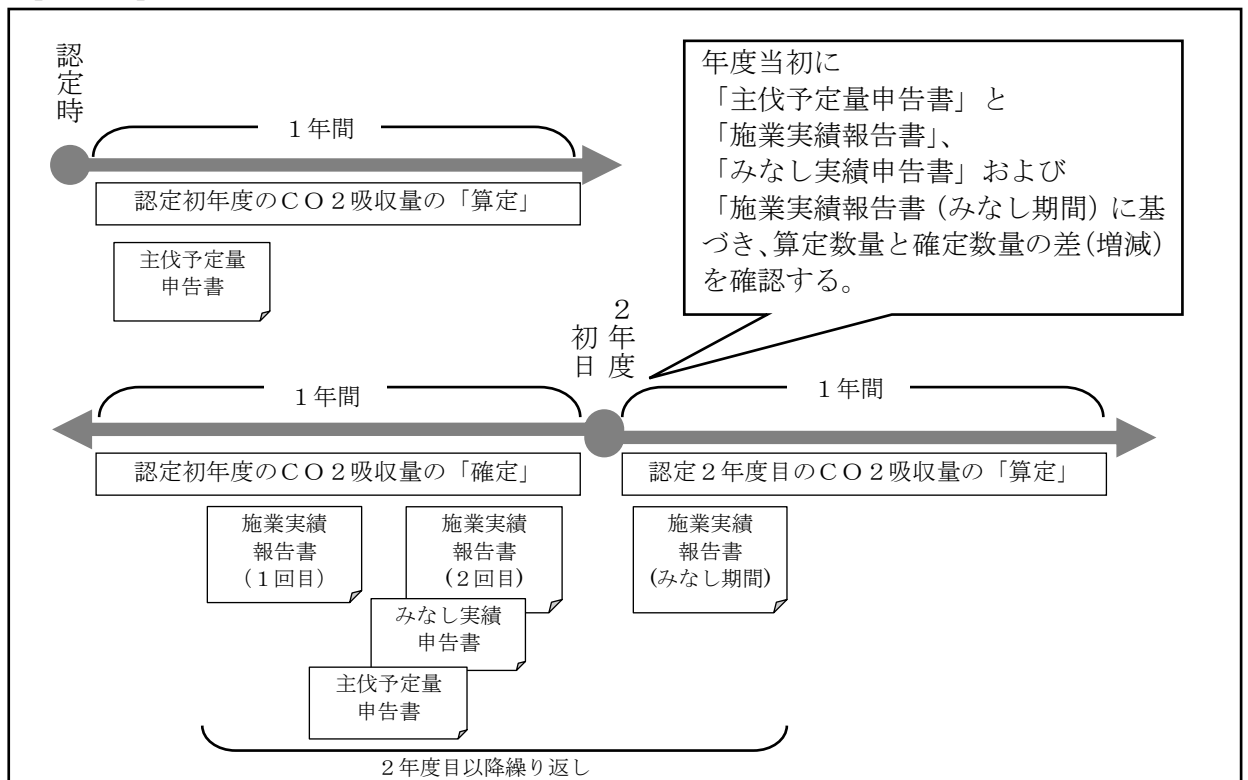 認定時
１年間
認定初年度のＣＯ２吸収量の「算定」
主伐予定量
申告書
年度当初に
「主伐予定量申告書」と
「施業実績報告書」、
「みなし実績申告書」および
「施業実績報告書（みなし期間）に基
づき、算定数量と確定数量の差（増減）
を確認する。
２年度
初日
１年間
１年間
認定初年度のＣＯ２吸収量の「確定」
認定２年度目のＣＯ２吸収量の「算定」
施業実績
報告書
（１回目）
施業実績
報告書
（２回目）
みなし実績
申告書
主伐予定量
申告書
施業実績
報告書
(みなし期間)
２年度目以降繰り返し